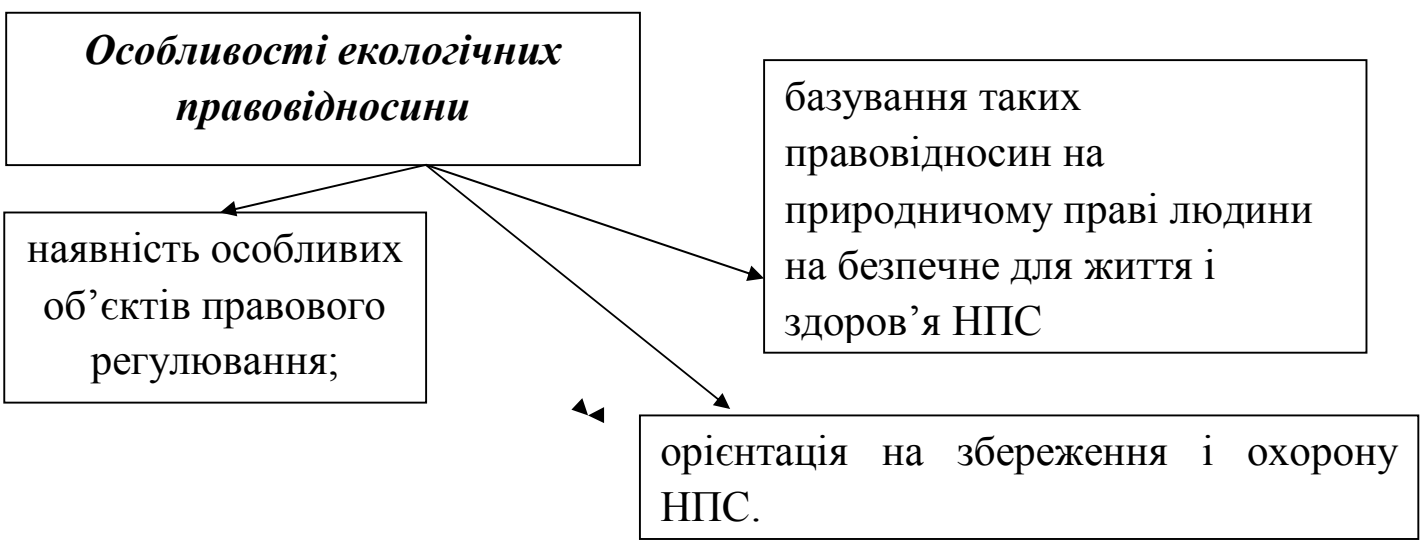 Особливості екологічних
правовідносини
базування таких
правовідносин на
природничому праві людини
на безпечне для життя і
здоров’я НПС
наявність особливих
об’єктів правового
регулювання;
орієнтація на збереження і охорону
НПС.